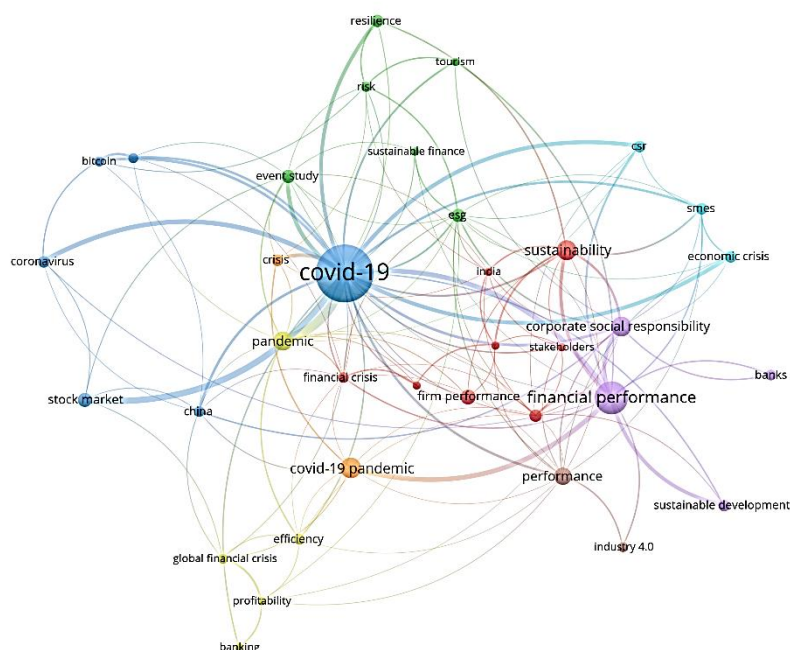 resilience
tourism
risk
sustainable finance
csr
bitcoin
event study
smes
esg
sustainability
economic crisis
coronavirus
crisis
covid-19
india
corporate social responsibility
pandemic
stakeholders
financial crisis
banks
stock market
china
firm performance
financial performance
covid-19 pandemic
performance
sustainable development
efficiency
industry 4.0
global financial crisis
profitability
banking